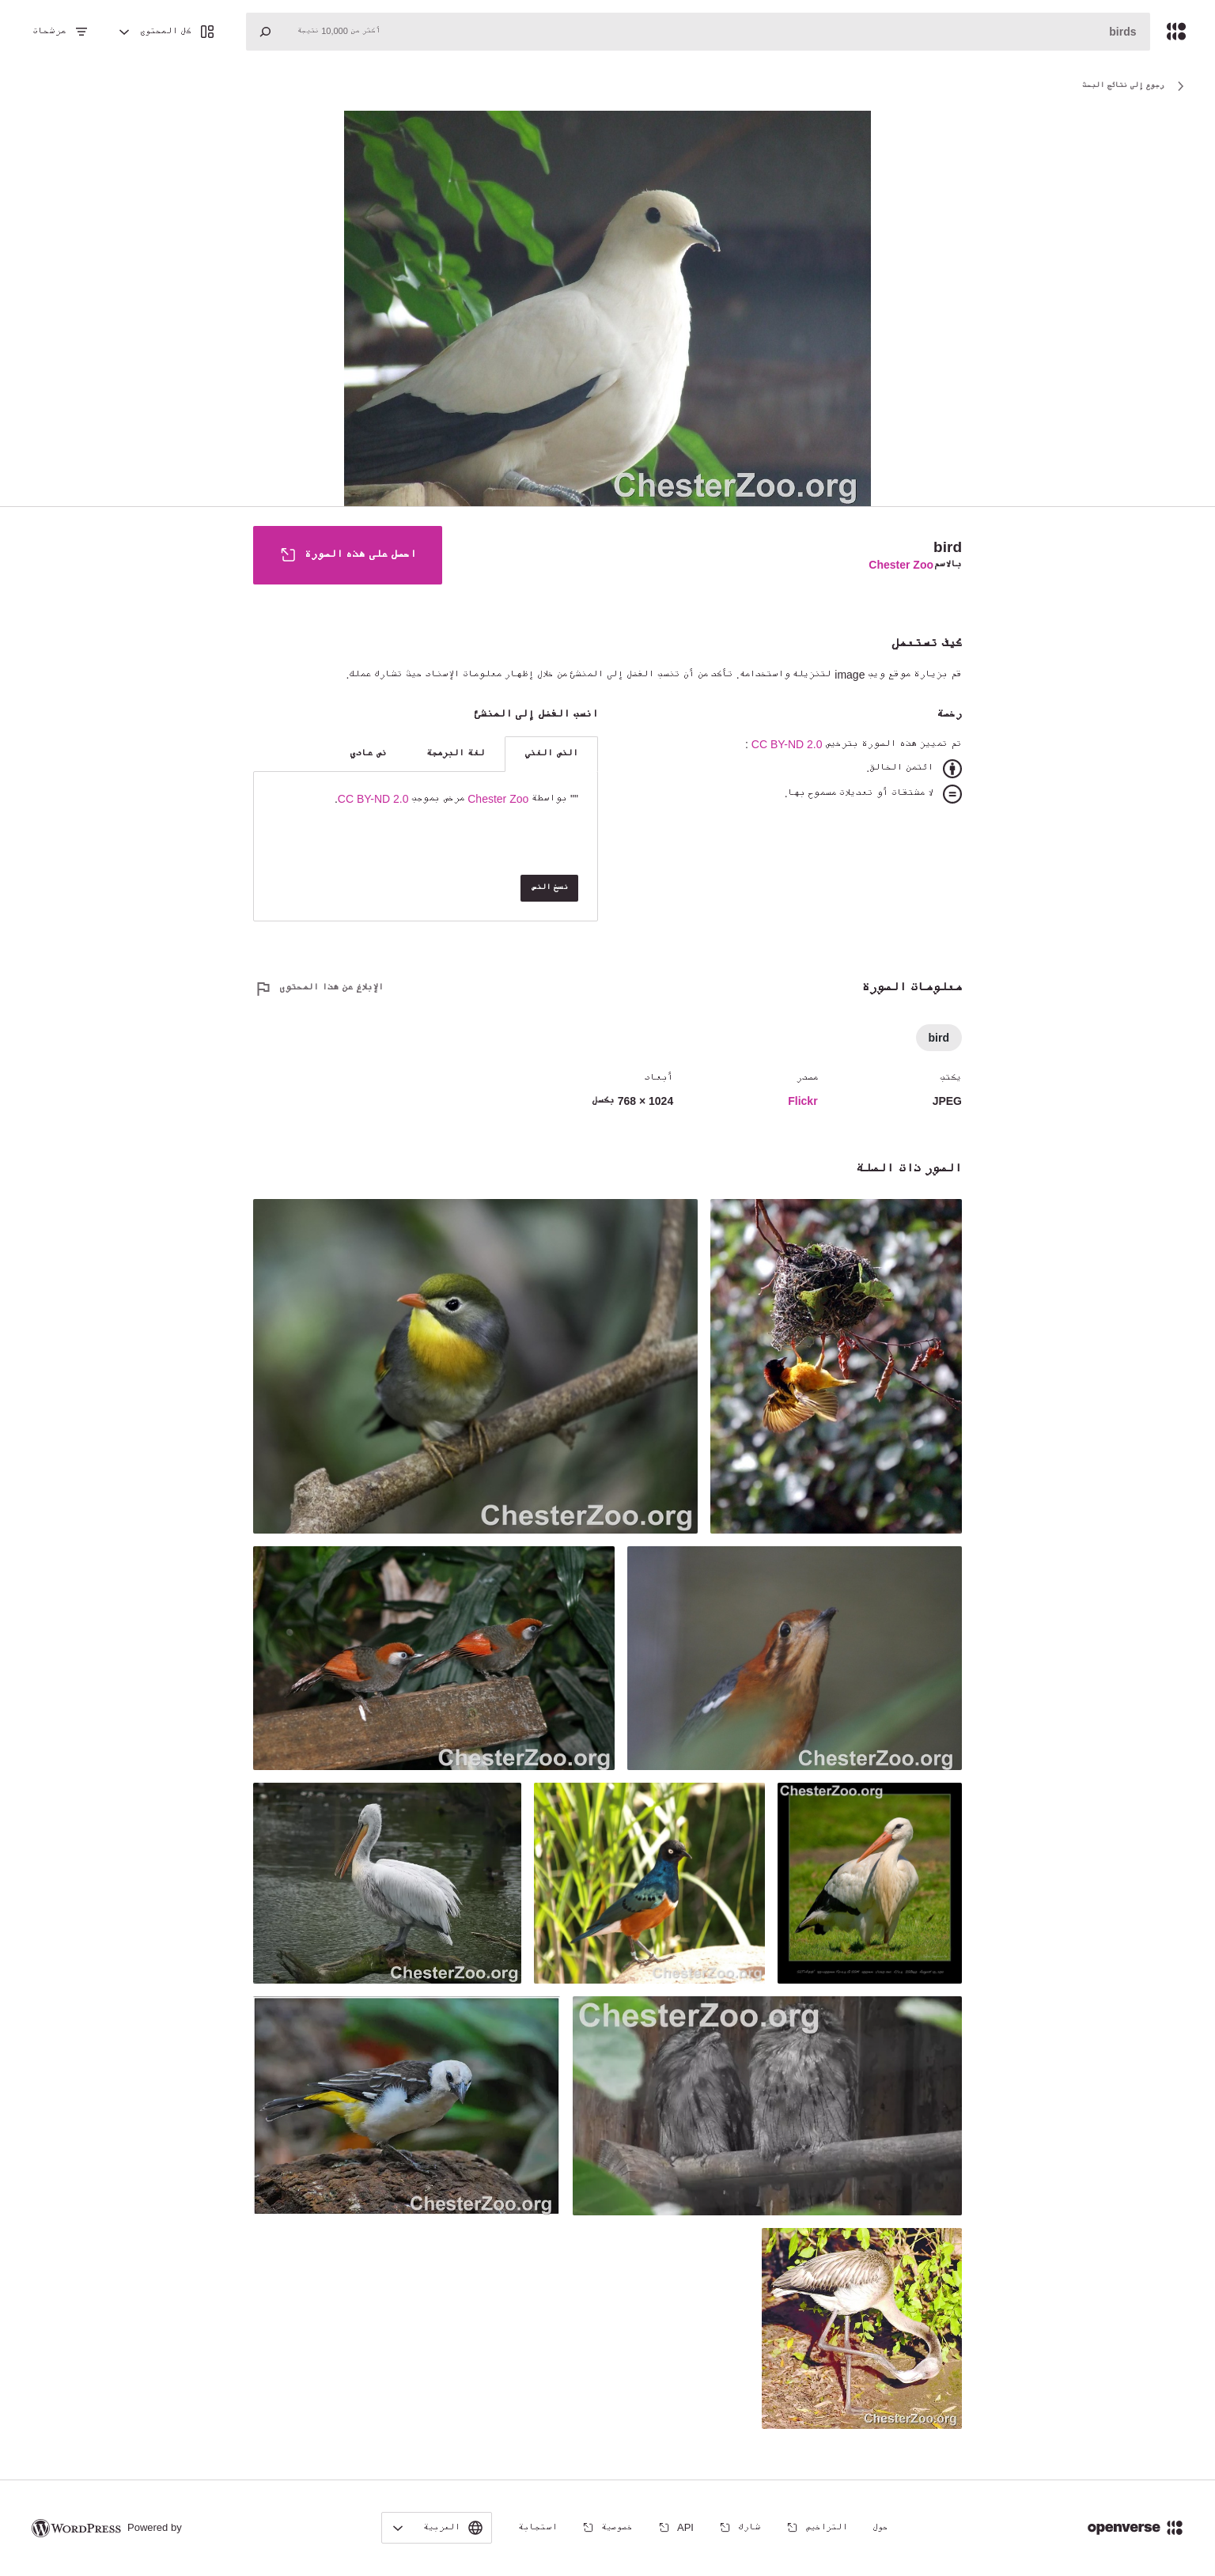 birds
أكثر من 10,000 نتيجة
كل المحتوى
مرشحات
رجوع إلى نتائج البحث
ChesterZoo.org
bird
بالاسم Chester Zoo
احصل على هذه الصورة
كيف تستعمل
قم بزيارة موقع ويب image لتنزيله واستخدامه. تأكد من أن تنسب الفضل إلى المنشئ من خلال إظهار معلومات الإسناد حيث تشارك عملك.
رخصة
تم تمييز هذه الصورة بترخيص CC BY-ND 2.0 :
ائتمن الخالق.
لا مشتقات أو تعديلات مسموح بها.
انسب الفضل إلى المنشئ
النص الغني
لغة البرمجة
نص عادي
"" بواسطة Chester Zoo مرخص بموجب CC BY-ND 2.0.
نسخ النص
معلومات الصورة
الإبلاغ عن هذا المحتوى
bird
يكتب
JPEG
مصدر
Flickr
أبعاد
1024 × 768 بكسل
الصور ذات الصلة
ChesterZoo.org
ChesterZoo.org
ChesterZoo.org
ChesterZoo.org
ChesterZoo.org
ChesterZoo.org
ChesterZoo.org
ChesterZoo.org
ChesterZoo.org
openverse
حول
التراخيص
شارك
API
خصوصية
استجابة
العربية
Powered by WORDPRESS